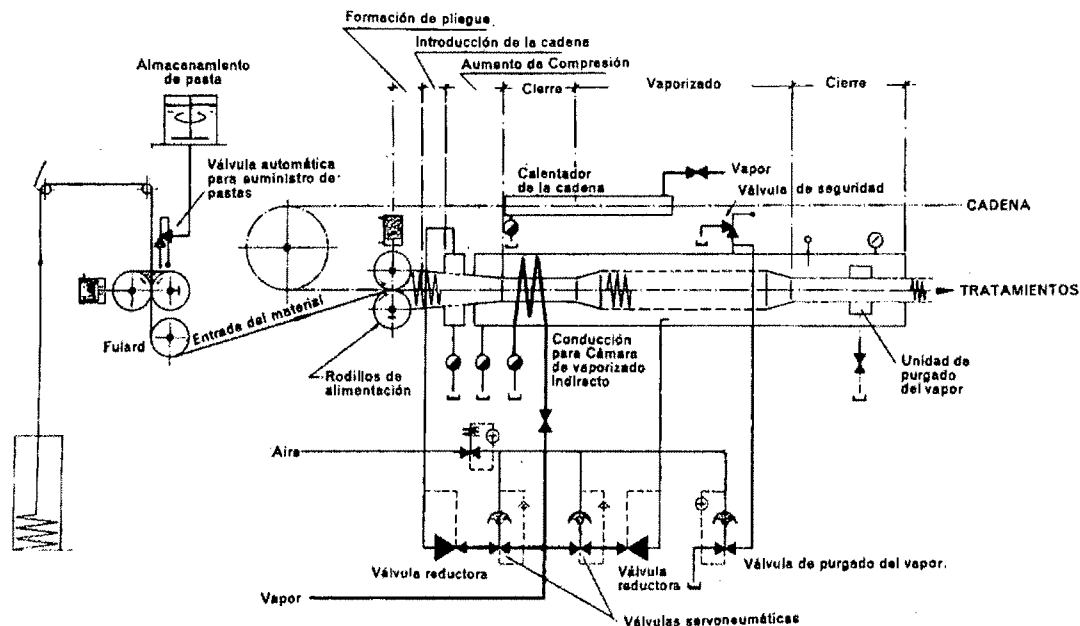 Formación de pliegue
Introducción de la cadena
Aumento de Compresión
Cierre
Vaporizado
Cierre
Almacanamiento
de pasta
Válvula automática
para suministro de
pastas
Calentador
de la cadena
Vapor
Válvula de seguridad
CADENA
Entrada del material
Fulard
TRATAMIENTOS
Rodillos de
alimentación
Conducción
para Cámara
de vaporizado
Indirecto
Unidad de
purgado
del vapor
Aire
Válvula reductora
Válvula
reductora
Válvula de purgado del vapor.
Vapor
Válvulas servoneumáticas